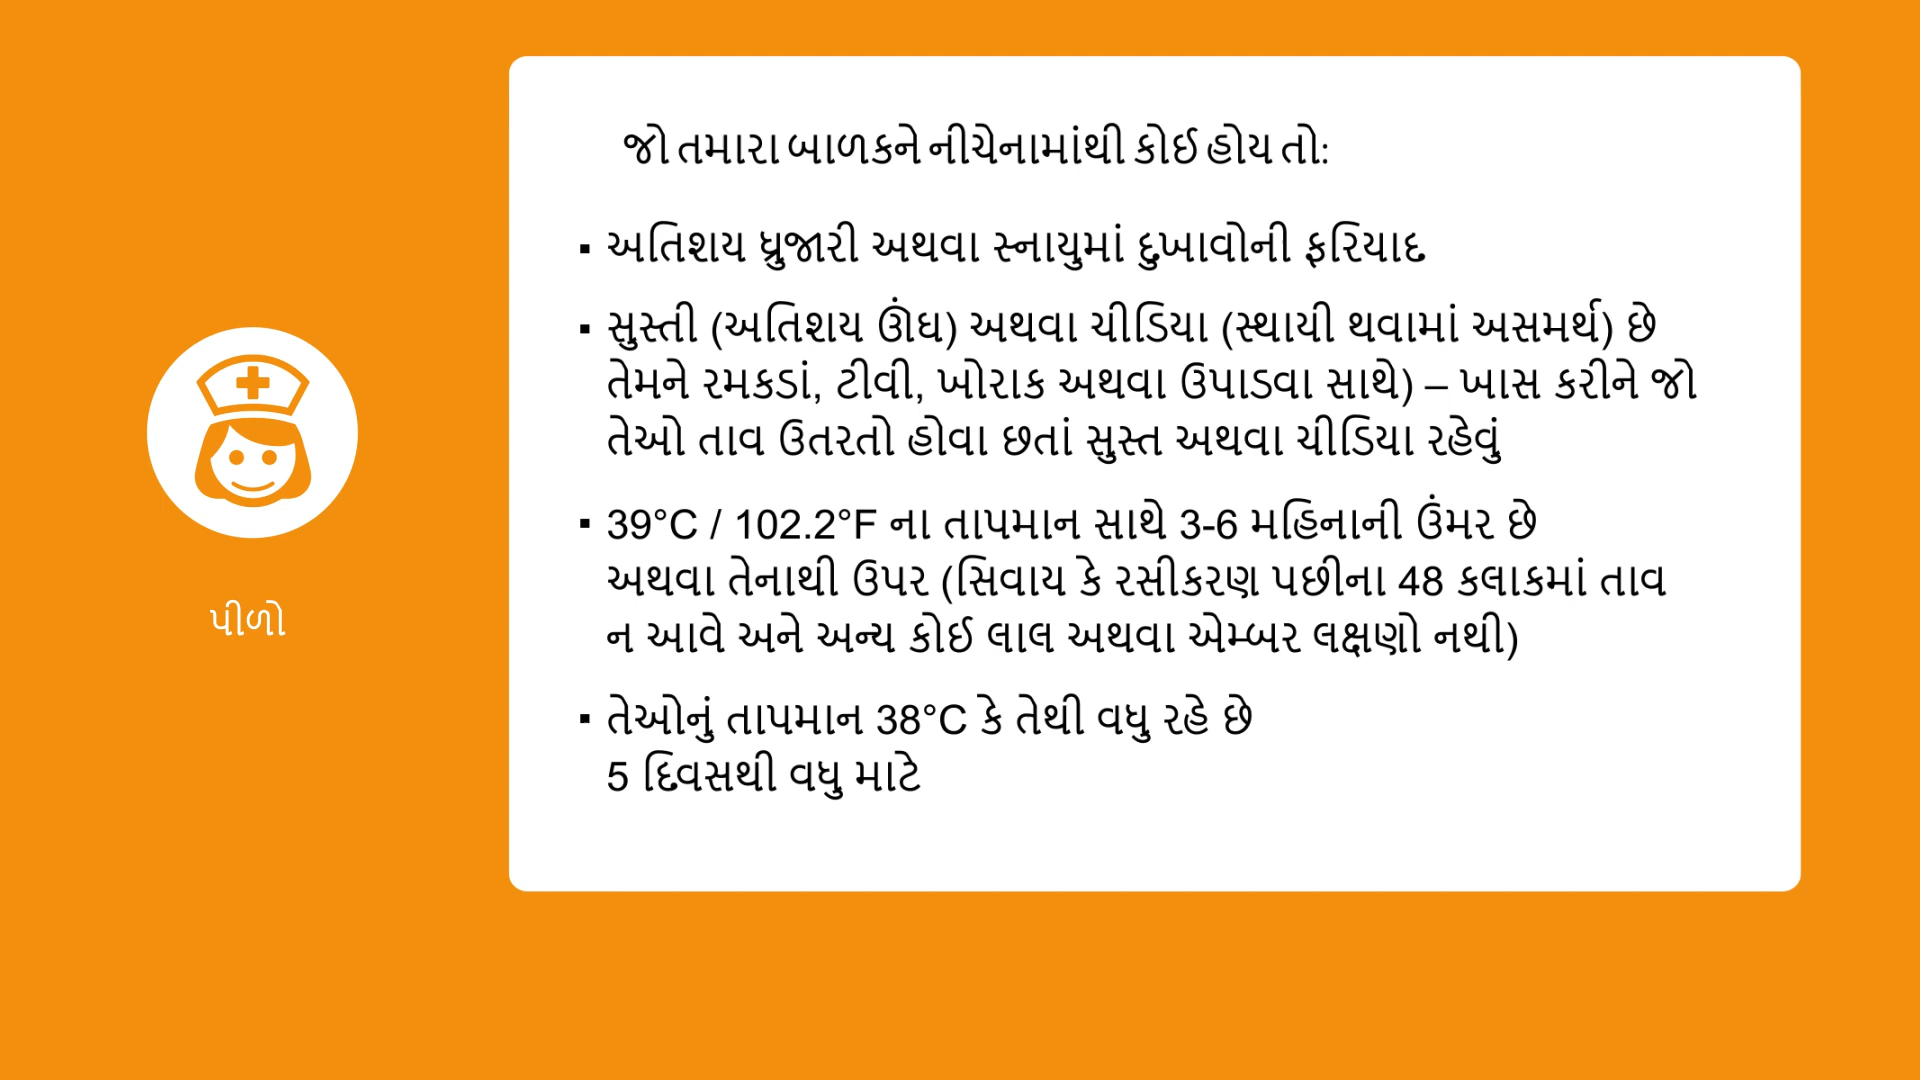 જો તમારા બાળકને નીચેનામાંથી કોઈ હોય તો:
▪ અતિશય ધ્રુજારી અથવા સ્નાયુમાં દુખાવોની ફરિયાદ
▪ સુસ્તી (અતિશય ઊંઘ) અથવા ચીડિયા (સ્થાયી થવામાં અસમર્થ) છે
તેમને રમકડાં, ટીવી, ખોરાક અથવા ઉપાડવા સાથે) – ખાસ કરીને જો
તેઓ તાવ ઉતરતો હોવા છતાં સુસ્ત અથવા ચીડિયા રહેવું
▪ 39°C / 102.2°F ના તાપમાન સાથે 3-6 મહિનાની ઉંમર છે
અથવા તેનાથી ઉપર (સિવાય કે રસીકરણ પછીના 48 કલાકમાં તાવ
ન આવે અને અન્ય કોઈ લાલ અથવા એમ્બર લક્ષણો નથી)
▪ તેઓનું તાપમાન 38°C કે તેથી વધુ રહે છે
5 દિવસથી વધુ માટે
પીળો